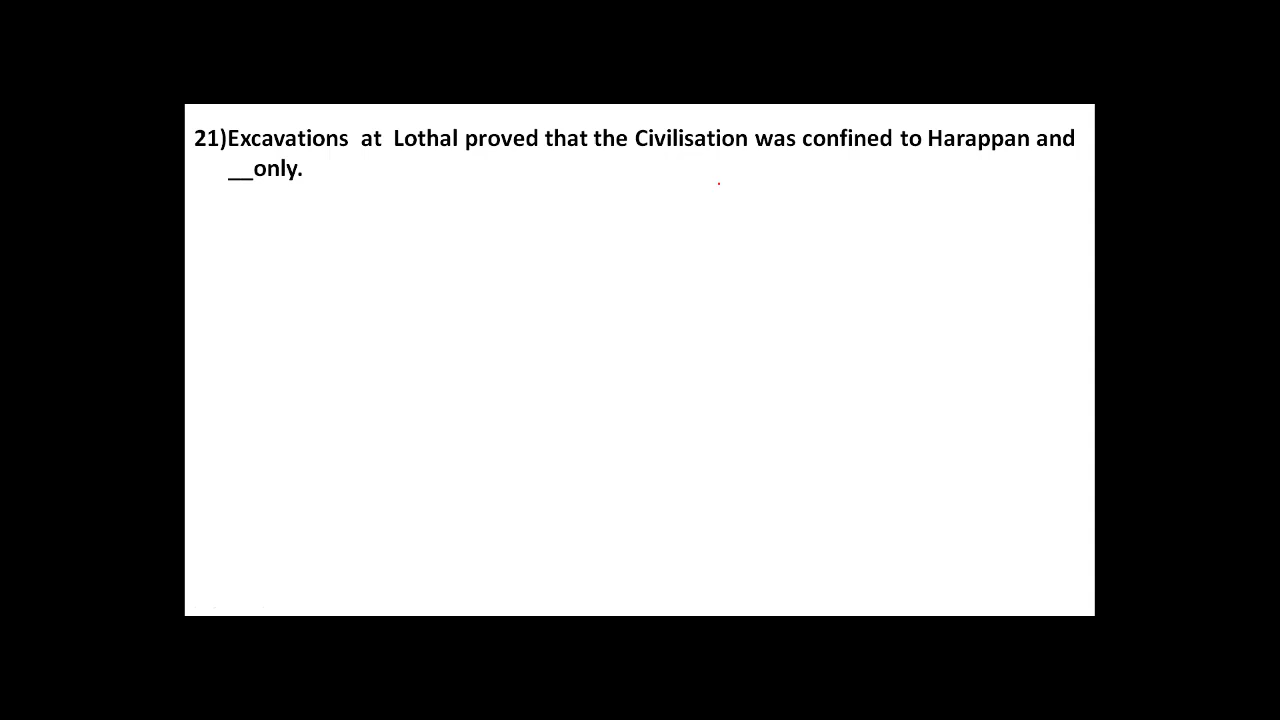 21)Excavations at Lothal proved that the Civilisation was confined to Harappan and
__only.